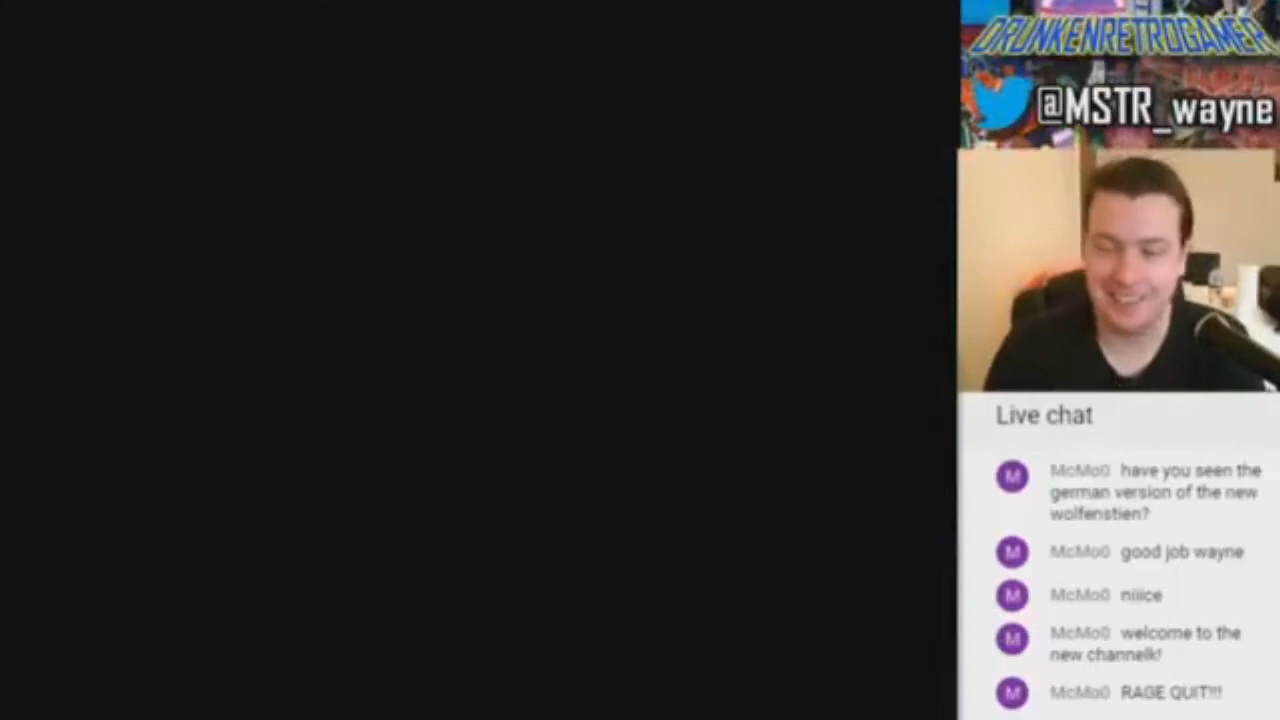 DRUNKENRETROGAMER
@MSTR_wayne
Live chat
M McMo0 have you seen the
german version of the new
wolfenstien?
M McMo0 good job wayne
M McMo0 niiice
M McMo0 welcome to the
new channelk!
M McMo0 RAGE QUIT!!!